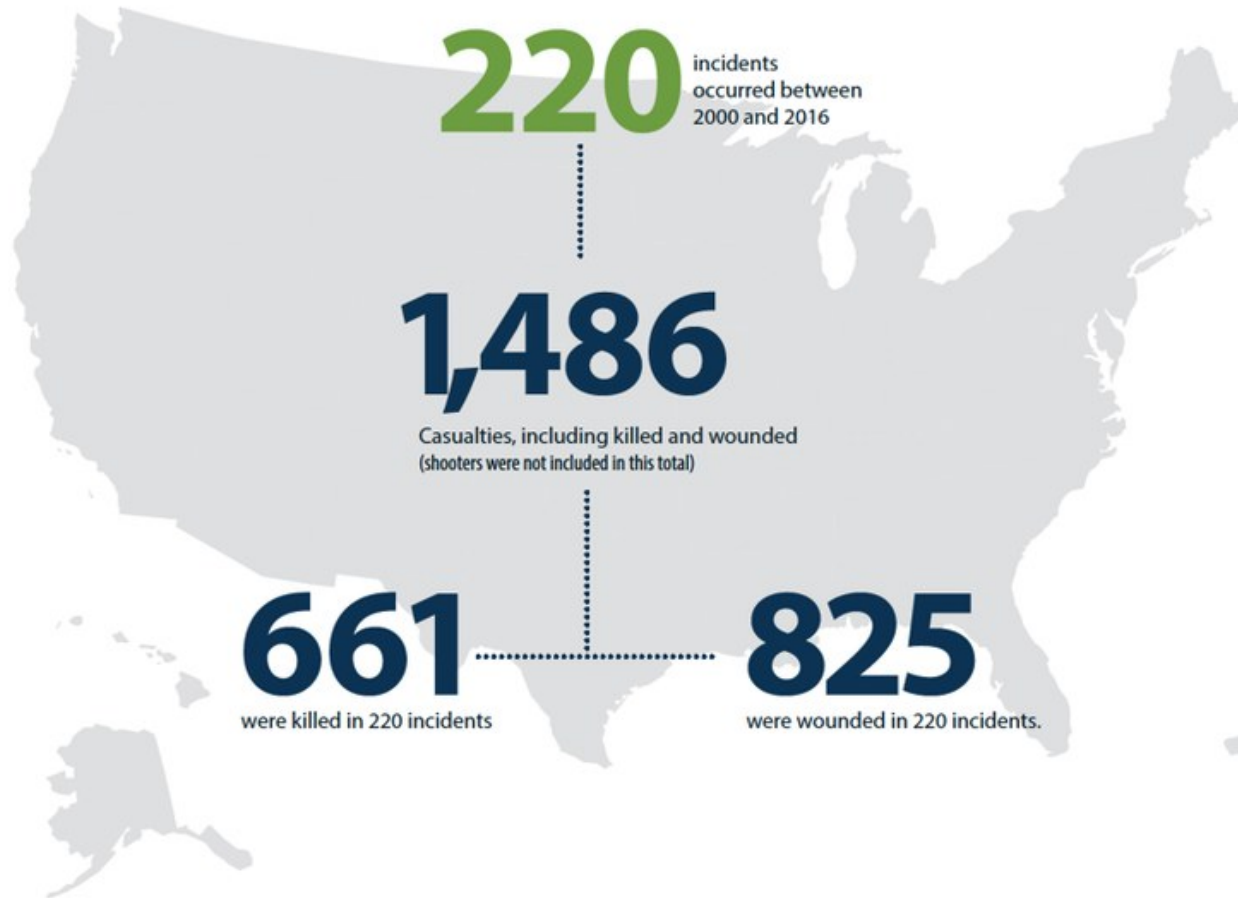 220
incidents
occurred between
2000 and 2016
1,486
Casualties, including killed and wounded
(shooters were not included in this total)
661
were killed in 220 incidents
825
were wounded in 220 incidents.